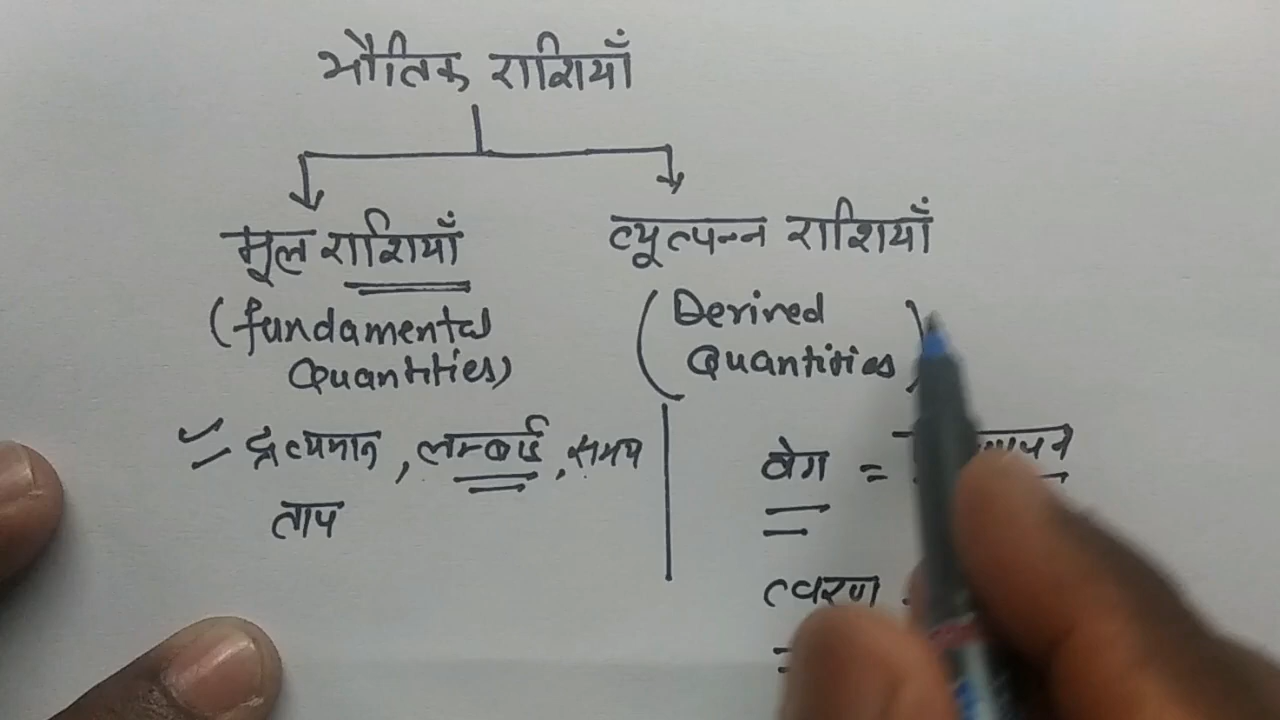 भौतिक राशियाँ
मूल राशियाँ
(fundamental
Quantities)
व्यूत्पन्न राशियाँ
(Derived
Quantities)
द्रव्यमान, लम्बाई, समय
ताप
वेग =
त्वरण